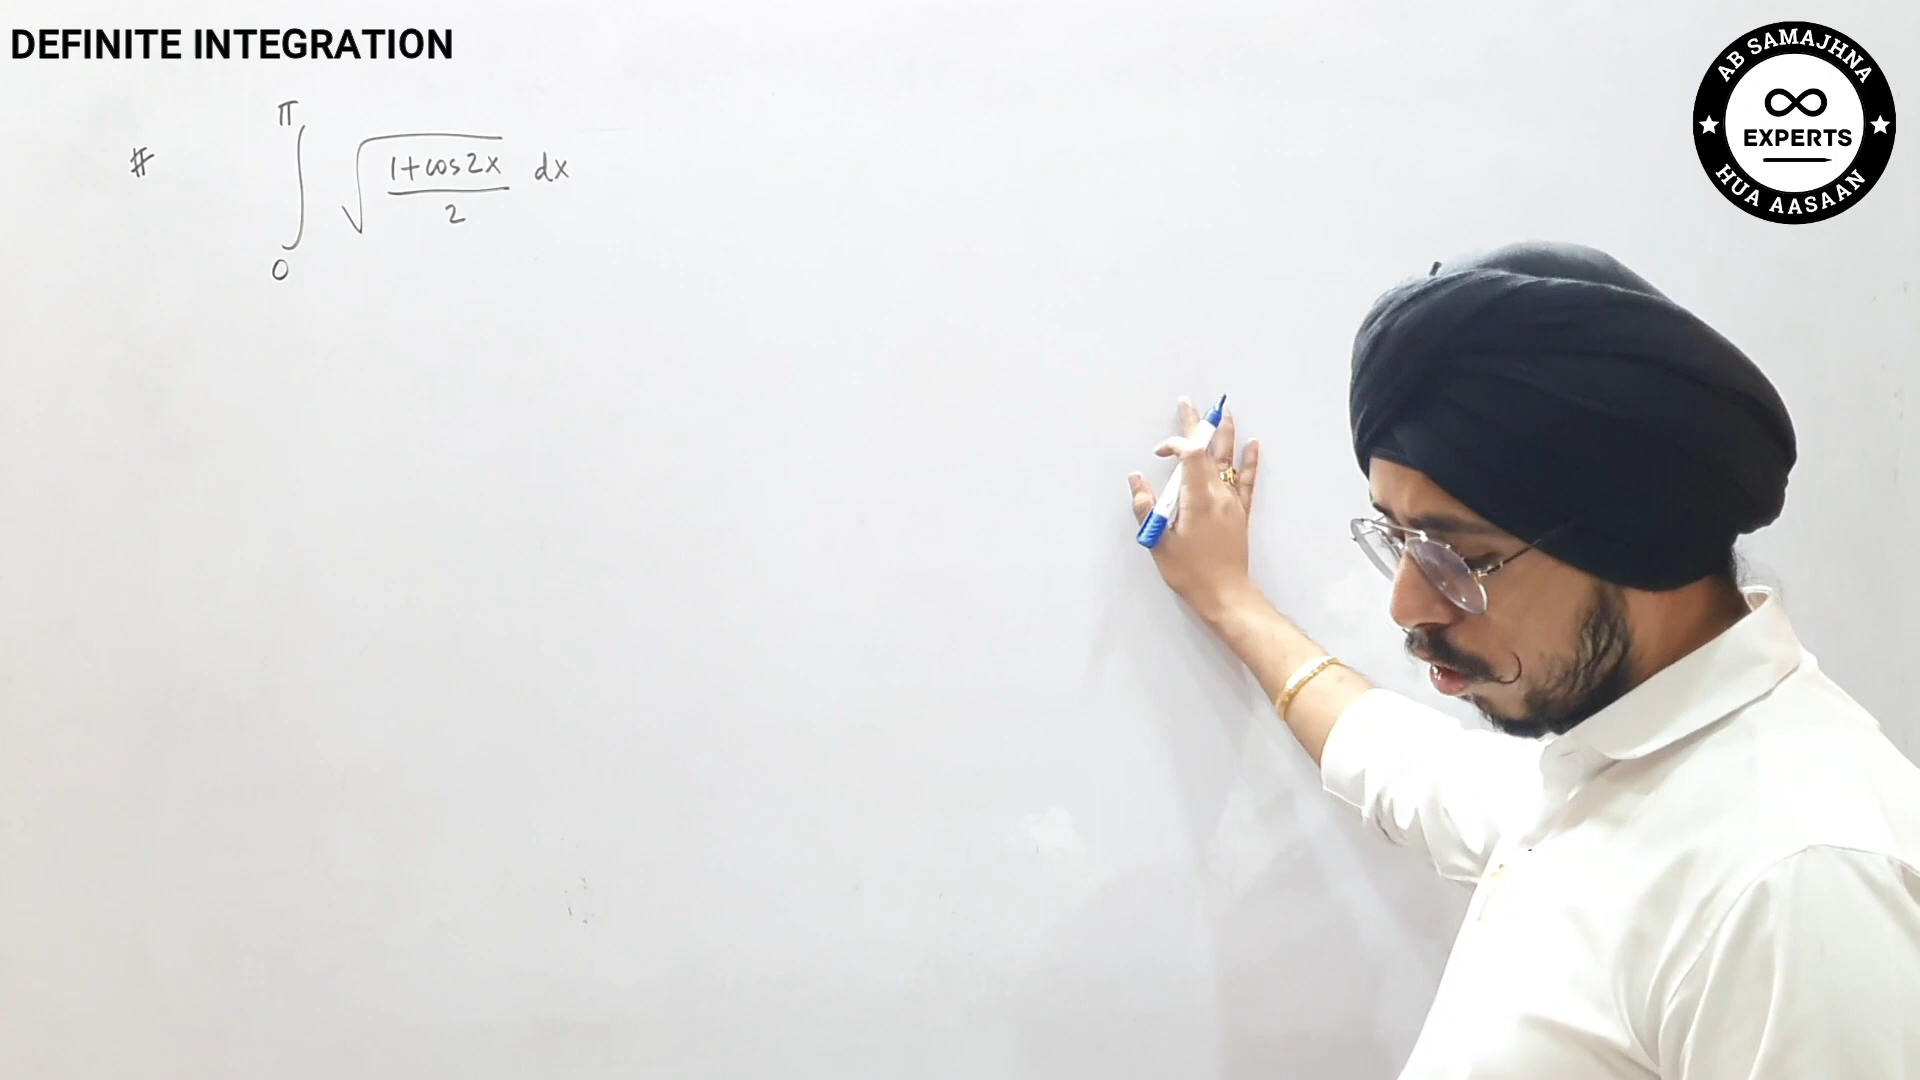 DEFINITE INTEGRATION
# ∫₀^π √((1+cos2x)/2) dx
AB SAMAJHNA
∞
EXPERTS
HUA AASAAN